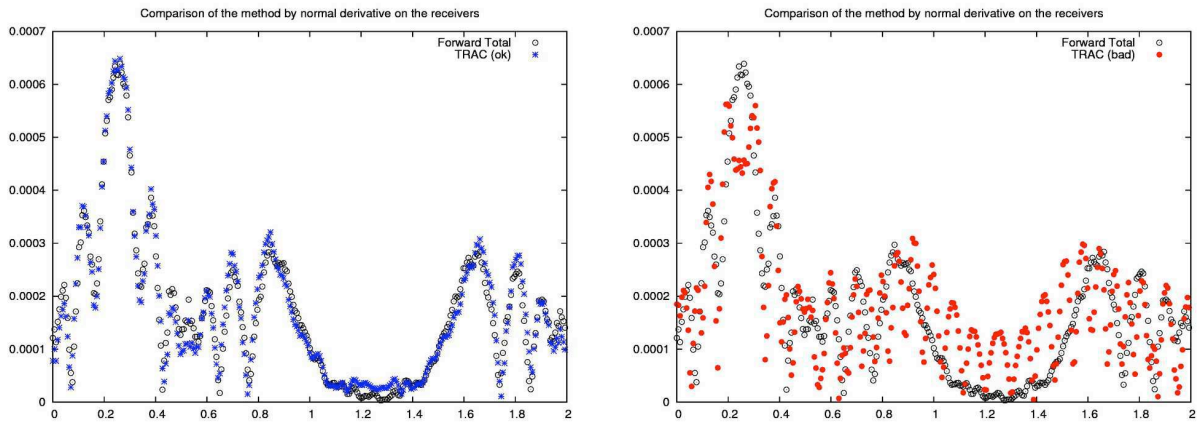 Comparison of the method by normal derivative on the receivers
0.0007
Forward Total
TRAC (ok)
0.0006
0.0005
0.0004
0.0003
0.0002
0.0001
0
0 0.2 0.4 0.6 0.8 1 1.2 1.4 1.6 1.8 2
Comparison of the method by normal derivative on the receivers
0.0007
Forward Total
TRAC (bad)
0.0006
0.0005
0.0004
0.0003
0.0002
0.0001
0
0 0.2 0.4 0.6 0.8 1 1.2 1.4 1.6 1.8 2